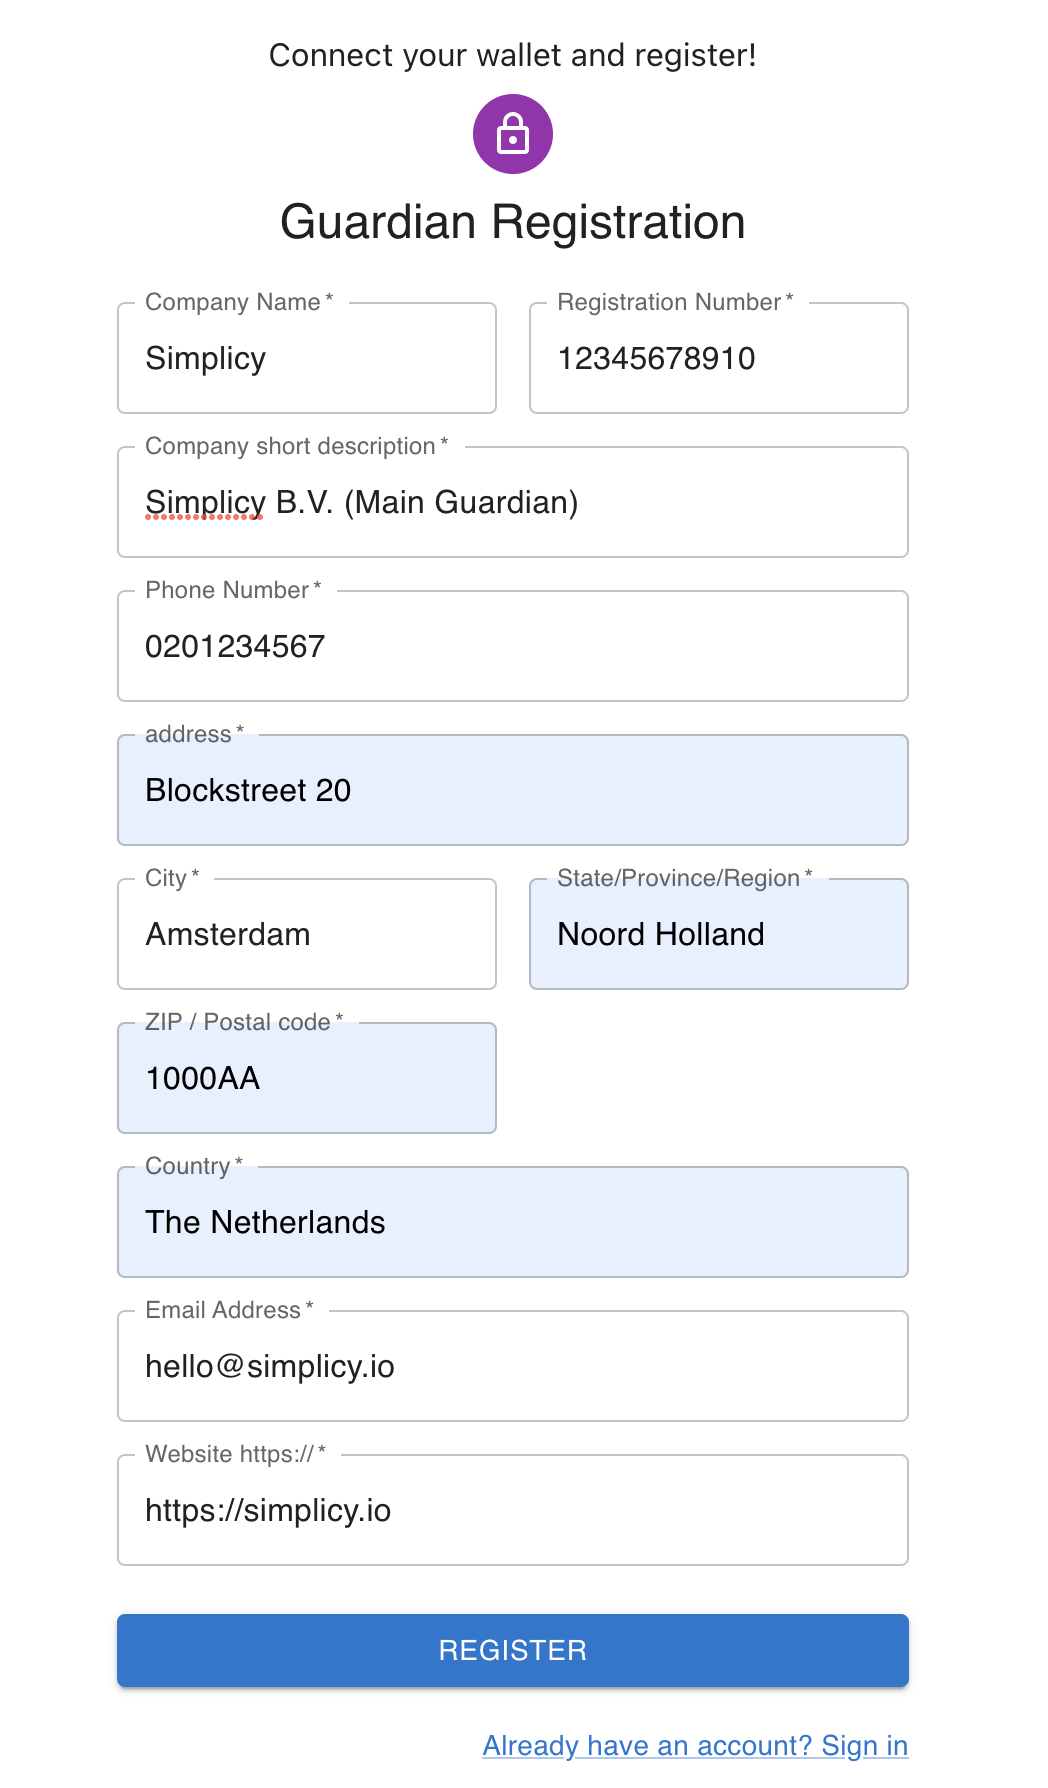 Connect your wallet and register!
Guardian Registration
Company Name *
Registration Number *
Simplicy
12345678910
Company short description *
Simplicy B.V. (Main Guardian)
Phone Number *
0201234567
address *
Blockstreet 20
City *
State/Province/Region *
Amsterdam
Noord Holland
ZIP / Postal code *
1000AA
Country *
The Netherlands
Email Address *
hello@simplicy.io
Website https:// *
https://simplicy.io
REGISTER
Already have an account? Sign in